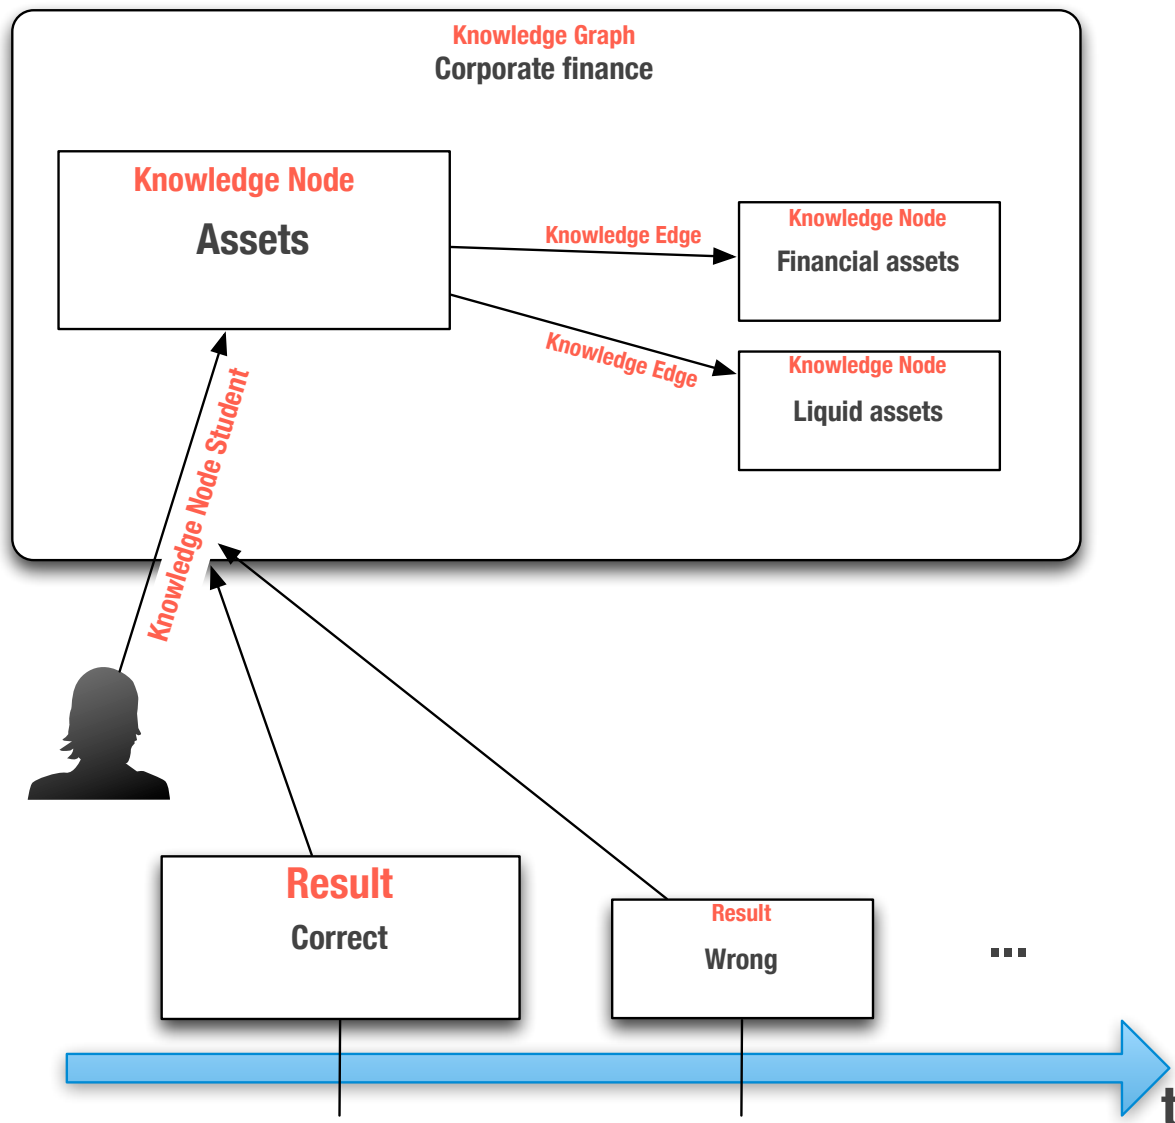 Knowledge Graph
Corporate finance
Knowledge Node
Assets
Knowledge Edge
Knowledge Node
Financial assets
Knowledge Edge
Knowledge Node
Liquid assets
Knowledge Node Student
Result
Correct
Result
Wrong
...
t